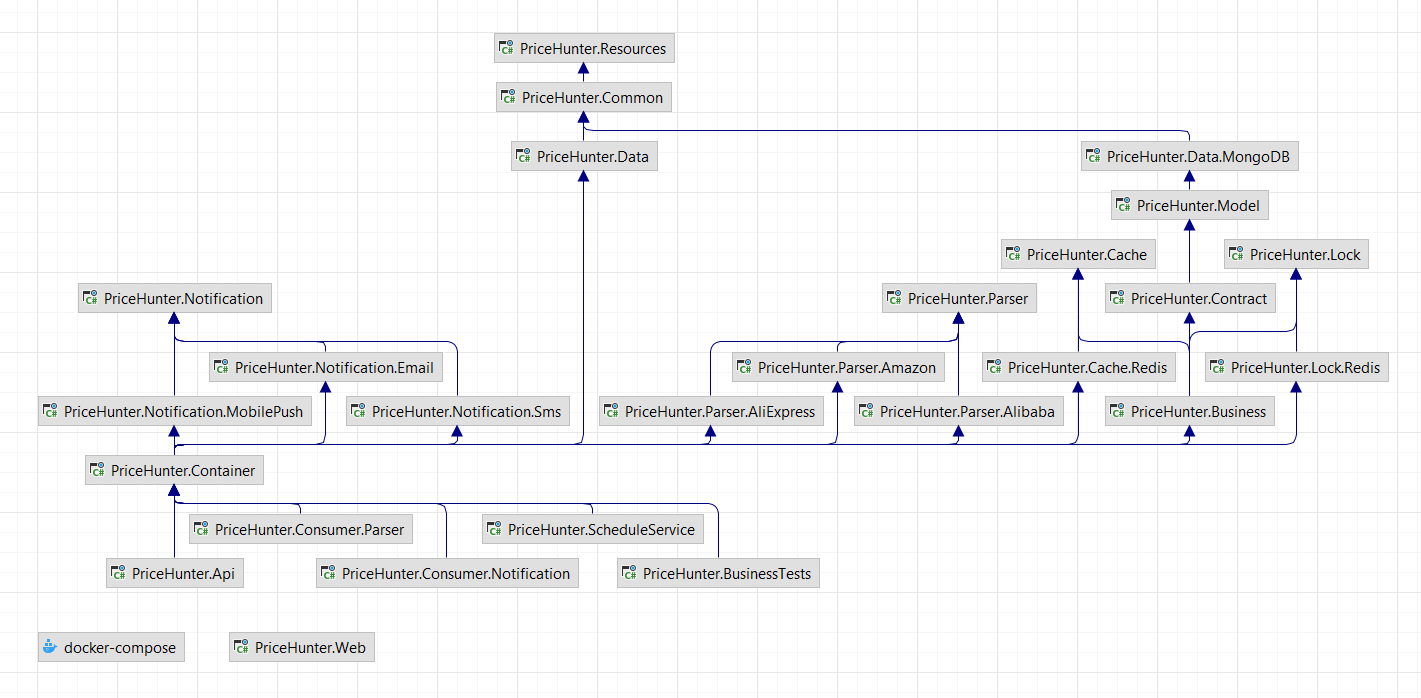 PriceHunter.Resources
PriceHunter.Common
PriceHunter.Data
PriceHunter.Data.MongoDB
PriceHunter.Model
PriceHunter.Cache
PriceHunter.Lock
PriceHunter.Notification
PriceHunter.Parser
PriceHunter.Contract
PriceHunter.Notification.Email
PriceHunter.Parser.Amazon
PriceHunter.Cache.Redis
PriceHunter.Lock.Redis
PriceHunter.Notification.MobilePush
PriceHunter.Notification.Sms
PriceHunter.Parser.AliExpress
PriceHunter.Parser.Alibaba
PriceHunter.Business
PriceHunter.Container
PriceHunter.Consumer.Parser
PriceHunter.ScheduleService
PriceHunter.Api
PriceHunter.Consumer.Notification
PriceHunter.BusinessTests
docker-compose
PriceHunter.Web